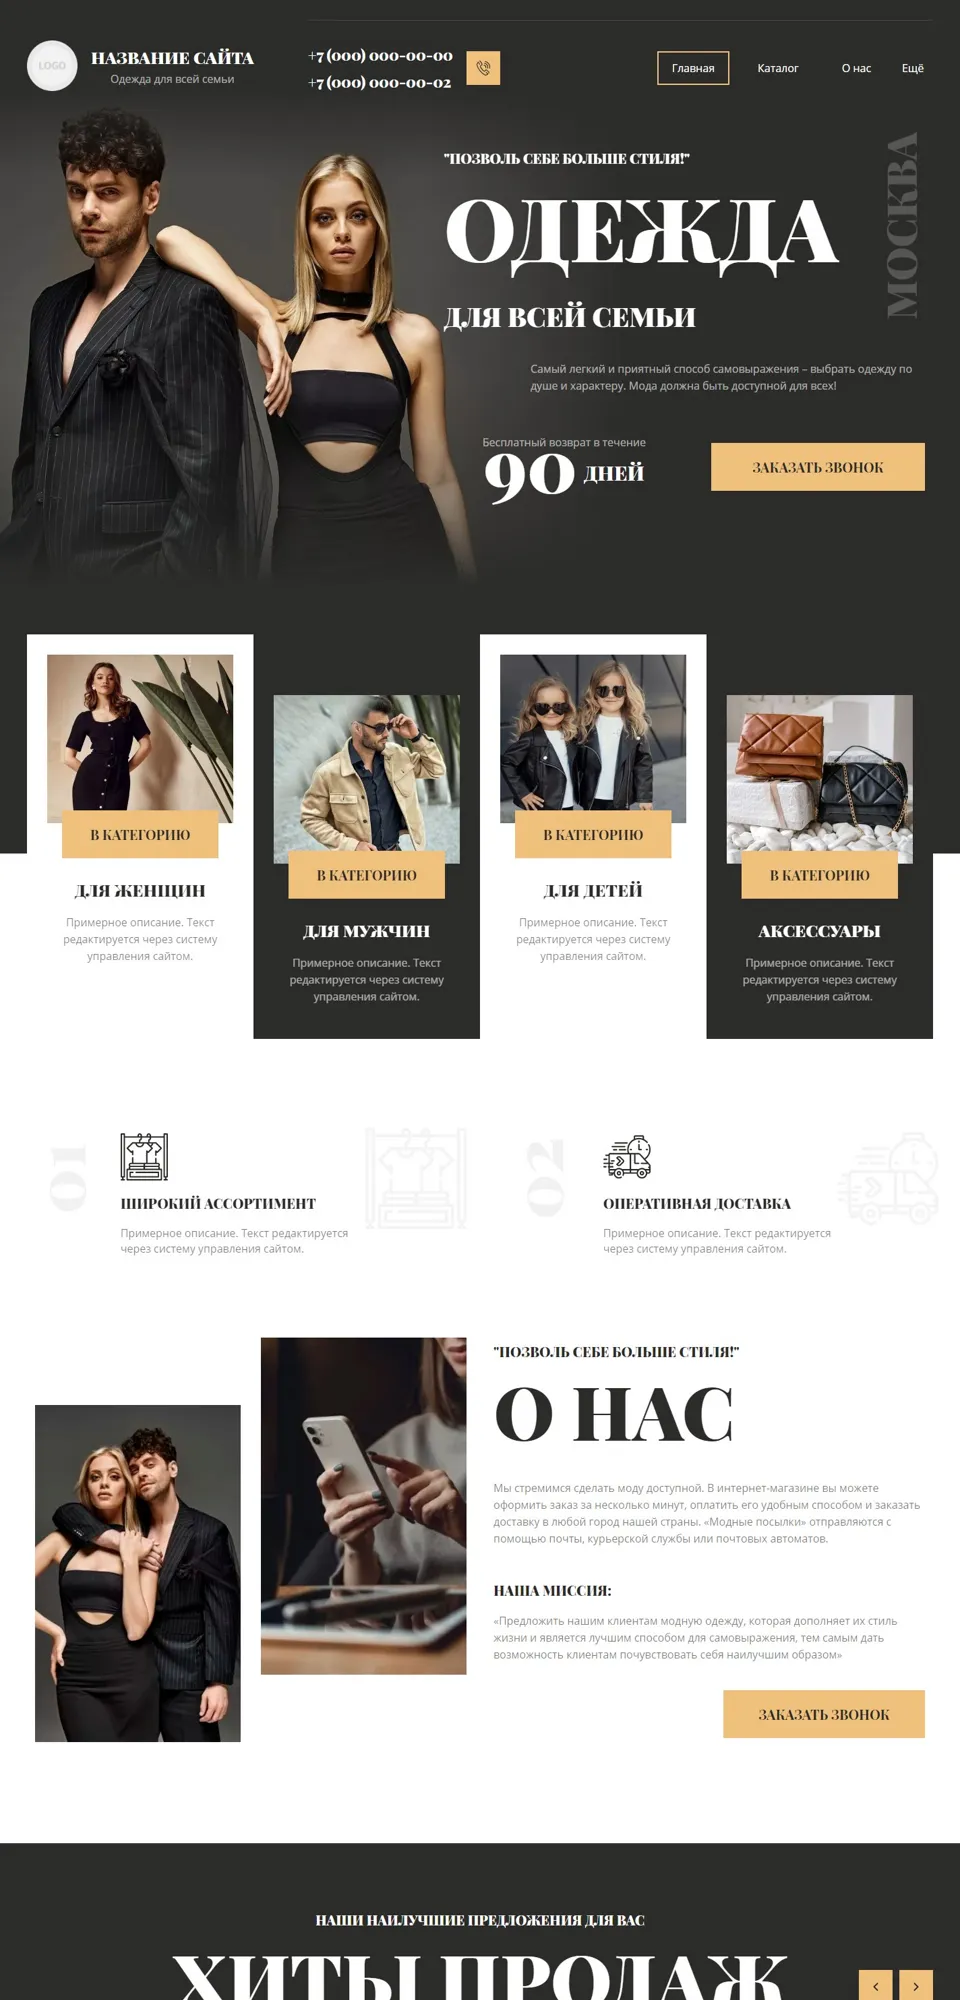 LOGO
НАЗВАНИЕ САЙТА
Одежда для всей семьи
+7 (000) 000-00-00
+7 (000) 000-00-02
Главная
Каталог
О нас
Ещё
"ПОЗВОЛЬ СЕБЕ БОЛЬШЕ СТИЛЯ!"
МОСКВА
ОДЕЖДА
ДЛЯ ВСЕЙ СЕМЬИ
Самый легкий и приятный способ самовыражения – выбрать одежду по
душе и характеру. Мода должна быть доступной для всех!
Бесплатный возврат в течение
90 ДНЕЙ
ЗАКАЗАТЬ ЗВОНОК
В КАТЕГОРИЮ
ДЛЯ ЖЕНЩИН
Примерное описание. Текст
редактируется через систему
управления сайтом.
В КАТЕГОРИЮ
ДЛЯ МУЖЧИН
Примерное описание. Текст
редактируется через систему
управления сайтом.
В КАТЕГОРИЮ
ДЛЯ ДЕТЕЙ
Примерное описание. Текст
редактируется через систему
управления сайтом.
В КАТЕГОРИЮ
АКСЕССУАРЫ
Примерное описание. Текст
редактируется через систему
управления сайтом.
01
ШИРОКИЙ АССОРТИМЕНТ
Примерное описание. Текст редактируется
через систему управления сайтом.
02
ОПЕРАТИВНАЯ ДОСТАВКА
Примерное описание. Текст редактируется
через систему управления сайтом.
"ПОЗВОЛЬ СЕБЕ БОЛЬШЕ СТИЛЯ!"
О НАС
Мы стремимся сделать моду доступной. В интернет-магазине вы можете
оформить заказ за несколько минут, оплатить его удобным способом и заказать
доставку в любой город нашей страны. «Модные посылки» отправляются с
помощью почты, курьерской службы или почтовых автоматов.
НАША МИССИЯ:
«Предложить нашим клиентам модную одежду, которая дополняет их стиль
жизни и является лучшим способом для самовыражения, тем самым дать
возможность клиентам почувствовать себя наилучшим образом»
ЗАКАЗАТЬ ЗВОНОК
НАШИ НАИЛУЧШИЕ ПРЕДЛОЖЕНИЯ ДЛЯ ВАС
ХИТЫ ПРОДАЖ